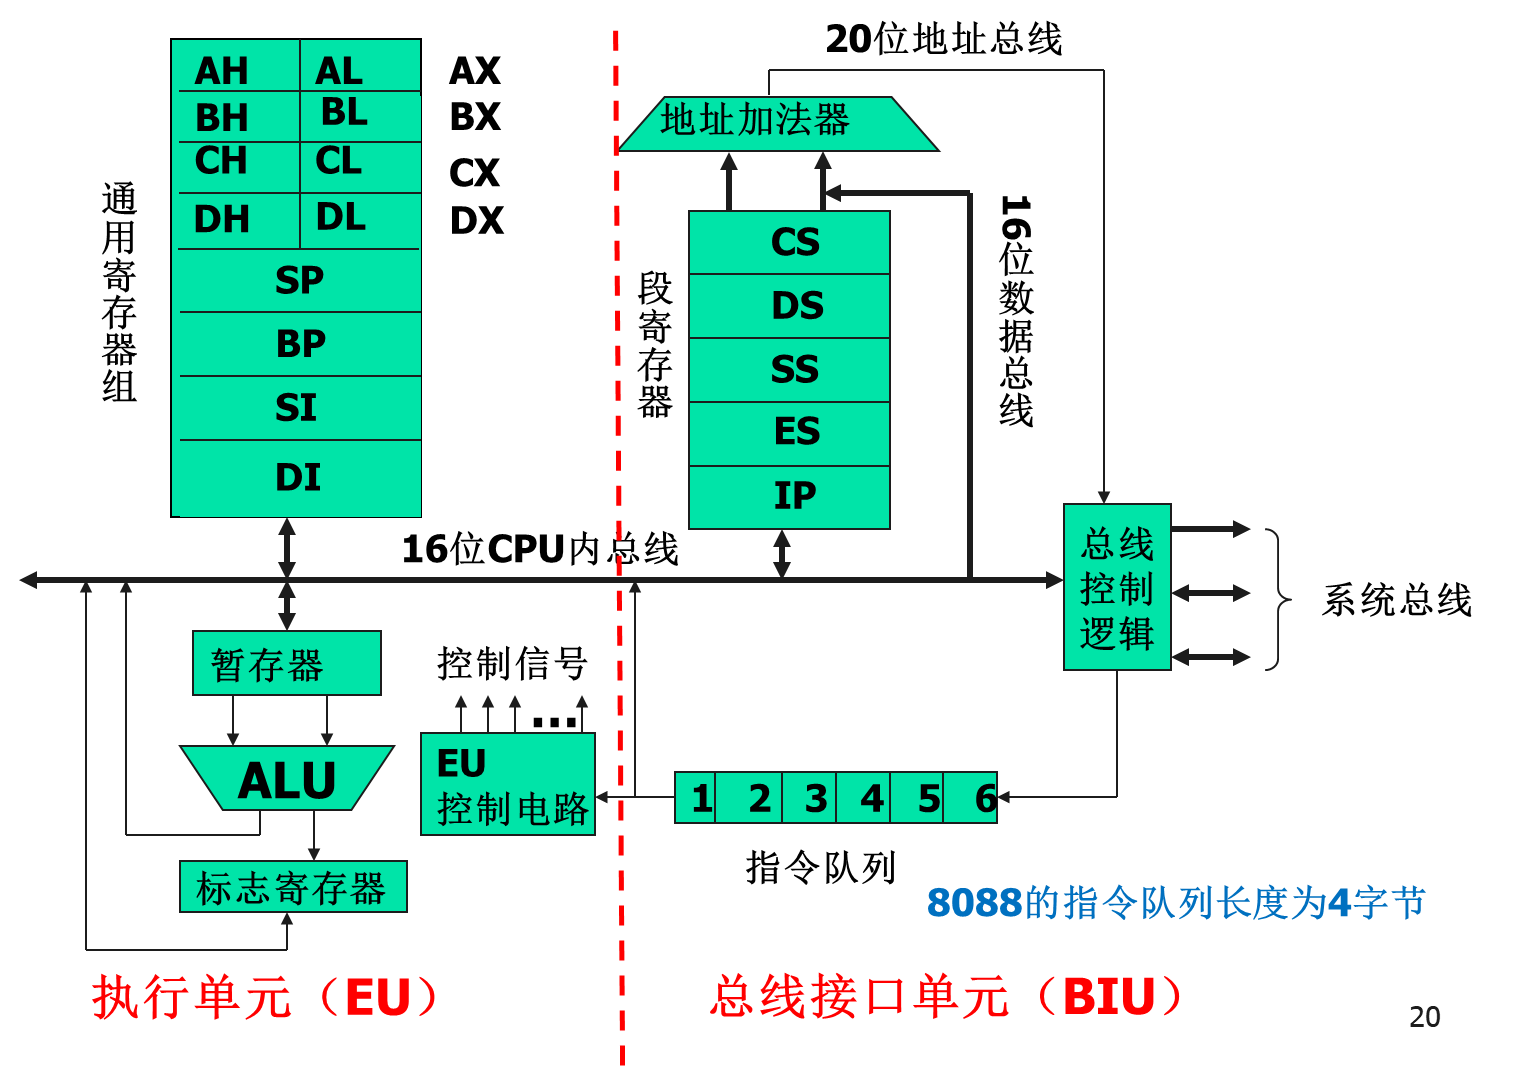 20位地址总线
AH AL AX
BH BL BX
CH CL CX
DH DL DX
SP
BP
SI
DI
通用寄存器组
地址加法器
CS
DS
SS
ES
IP
段寄存器
16位数据总线
16位CPU内总线
总线
控制
逻辑
系统总线
暂存器
控制信号
...
ALU
EU
控制电路
1 2 3 4 5 6
指令队列
标志寄存器
8088的指令队列长度为4字节
执行单元（EU）
总线接口单元（BIU）
20